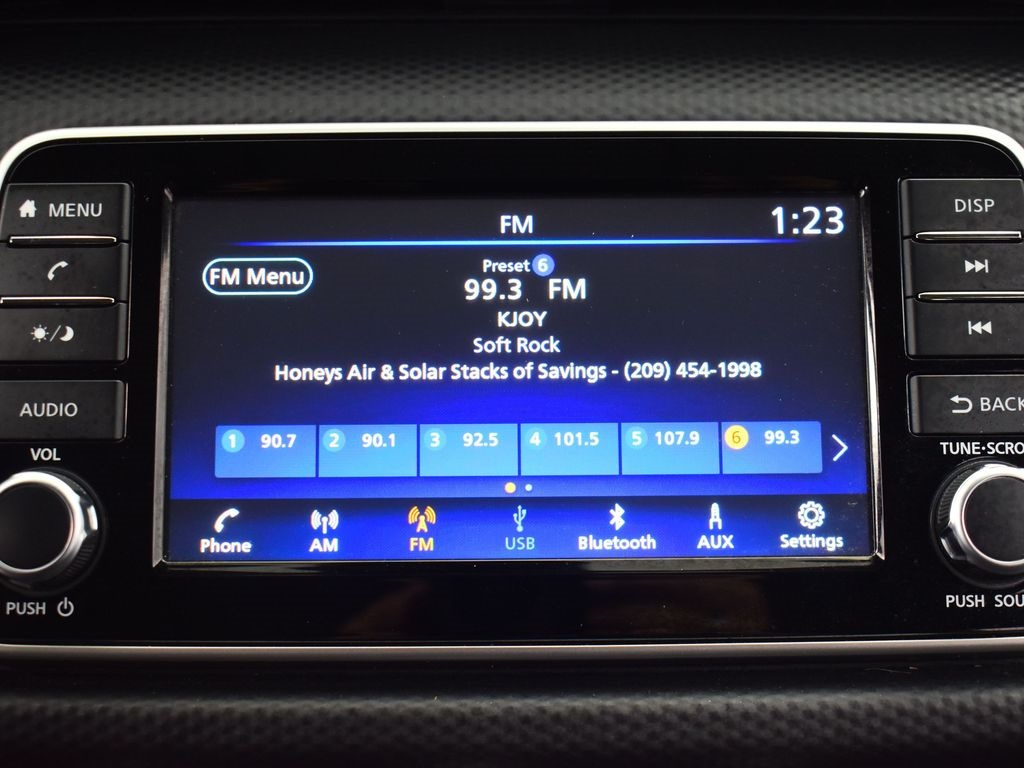 MENU
AUDIO
VOL
PUSH
FM
1:23
FM Menu
Preset 6
99.3 FM
KJOY
Soft Rock
Honeys Air & Solar Stacks of Savings - (209) 454-1998
1 90.7
2 90.1
3 92.5
4 101.5
5 107.9
6 99.3
Phone
AM
FM
USB
Bluetooth
AUX
Settings
DISP
BACK
TUNE•SCRO
PUSH SOU